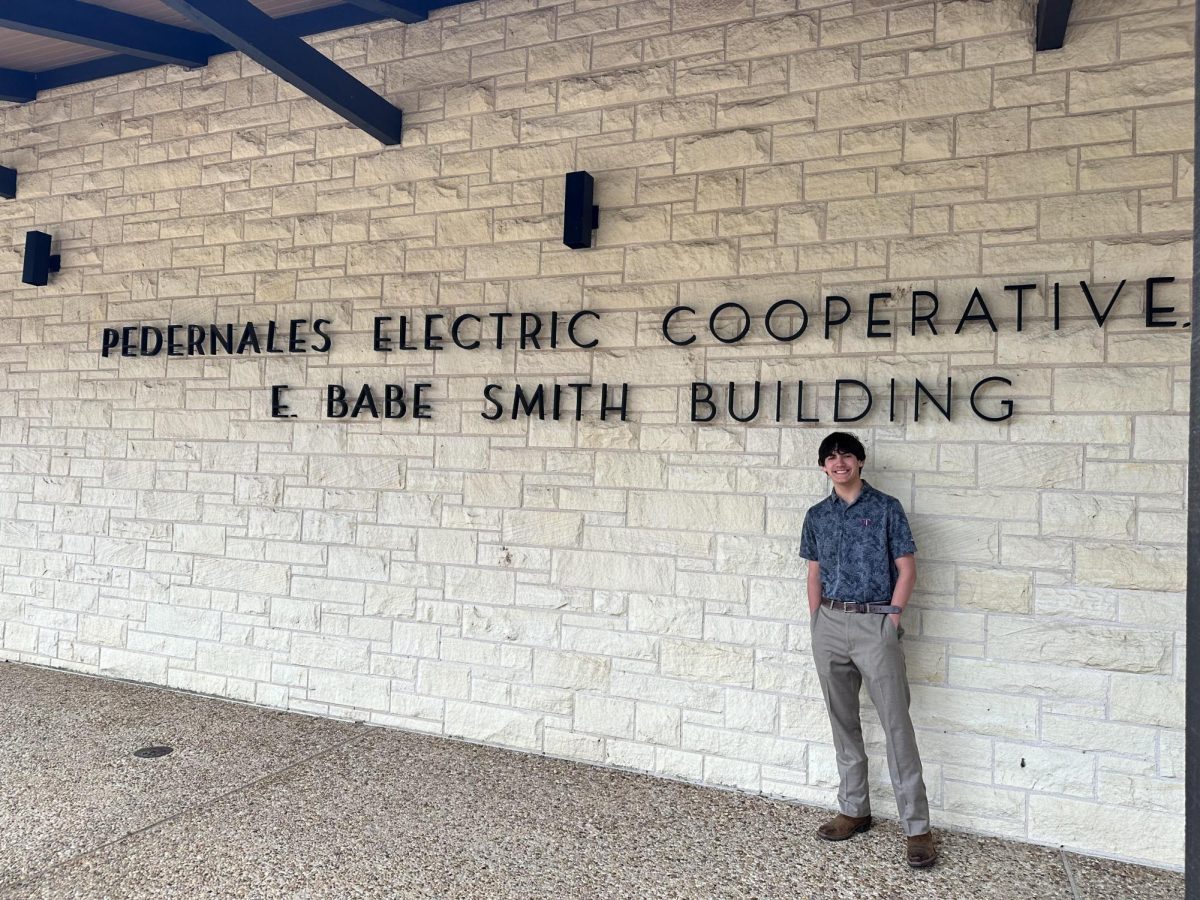 PEDERNALES ELECTRIC COOPERATIVE,
E. BABE SMITH BUILDING